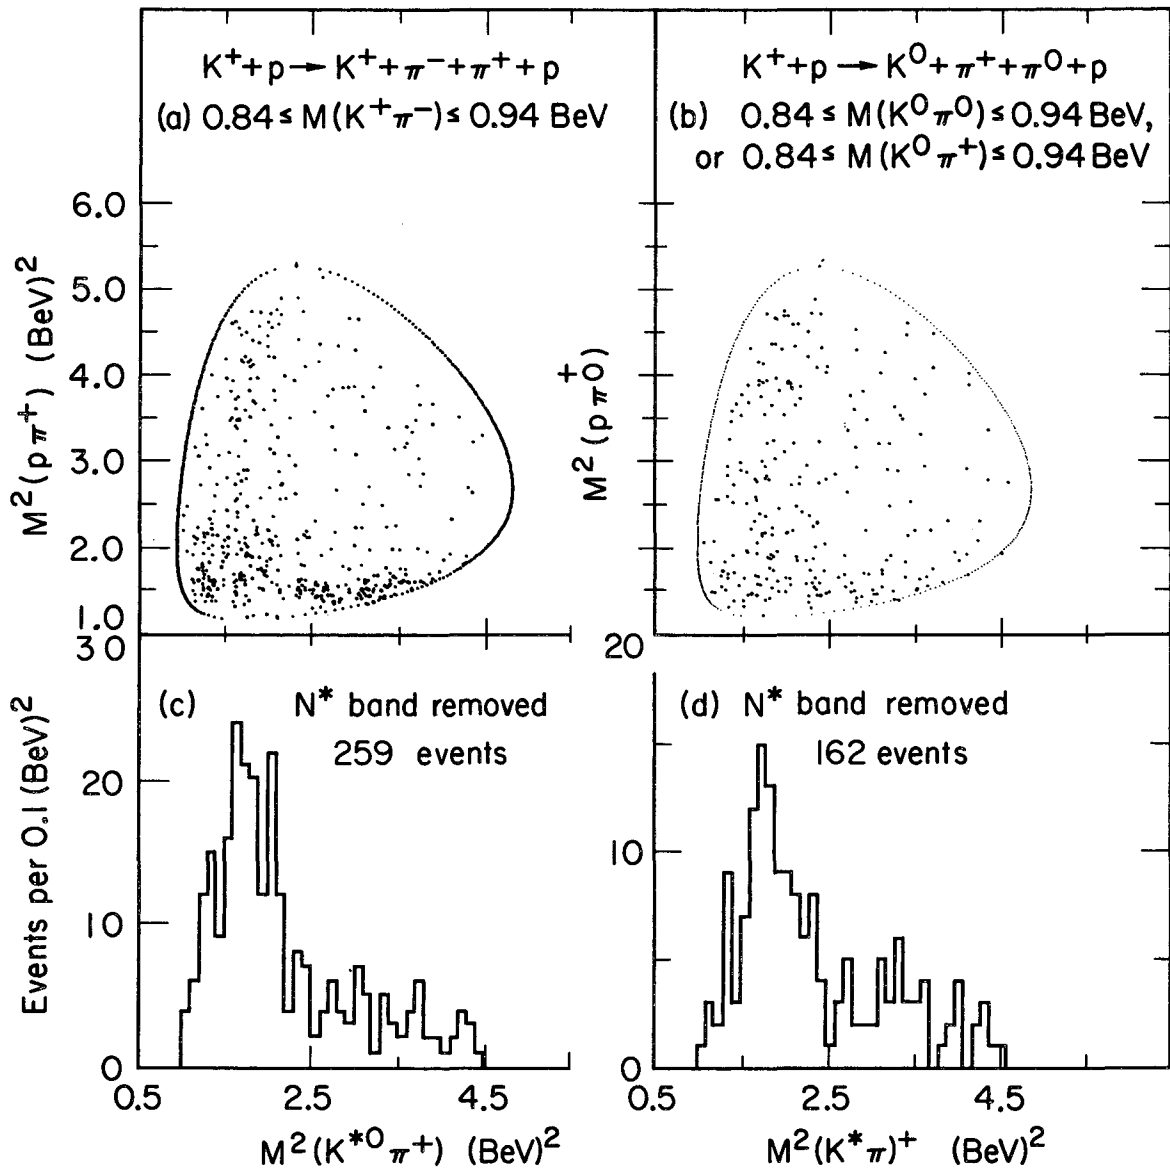 K⁺ + p → K⁺ + π⁻ + π⁺ + p
(a) 0.84 ≤ M(K⁺π⁻) ≤ 0.94 BeV
K⁺ + p → K⁰ + π⁺ + π⁰ + p
(b) 0.84 ≤ M(K⁰π⁰) ≤ 0.94 BeV,
or 0.84 ≤ M(K⁰π⁺) ≤ 0.94 BeV
M²(pπ⁺) (BeV)²
6.0
5.0
4.0
3.0
2.0
1.0
M²(pπ⁺⁰)
30
20
10
0
Events per 0.1 (BeV)²
(c) N* band removed
259 events
20
10
0
(d) N* band removed
162 events
0.5 2.5 4.5
0.5 2.5 4.5
M²(K*⁰π⁺) (BeV)²
M²(K*π)⁺ (BeV)²